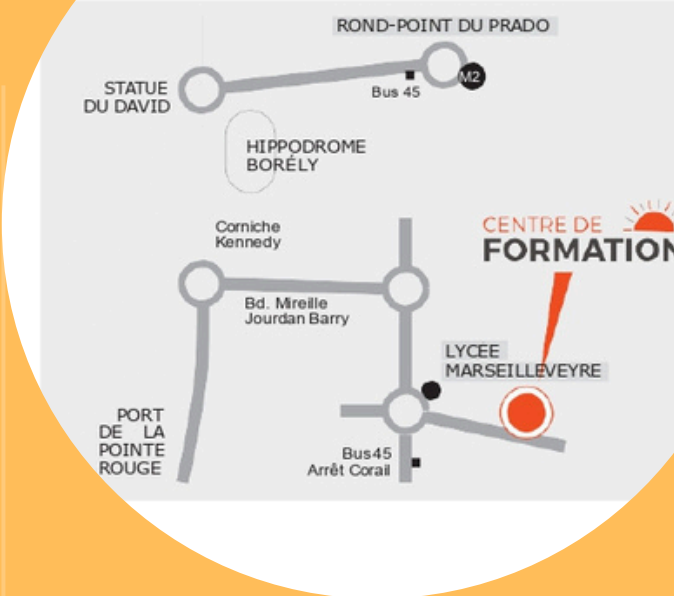 ROND-POINT DU PRADO
M2
Bus 45
STATUE
DU DAVID
HIPPODROME
BORÉLY
Corniche
Kennedy
CENTRE DE
FORMATION
Bd. Mireille
Jourdan Barry
LYCÉE
MARSEILLEVEYRE
PORT
DE LA
POINTE
ROUGE
Bus45
Arrêt Corail